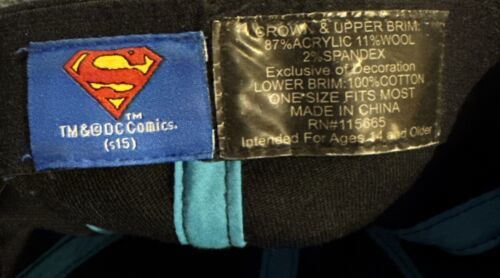 TM
TM&©DC Comics.
(s15)
CROWN & UPPER BRIM:
87%ACRYLIC 11%WOOL
2%SPANDEX
Exclusive of Decoration
LOWER BRIM:100%COTTON
ONE SIZE FITS MOST
MADE IN CHINA
RN#115665
Intended For Ages 14 and Older